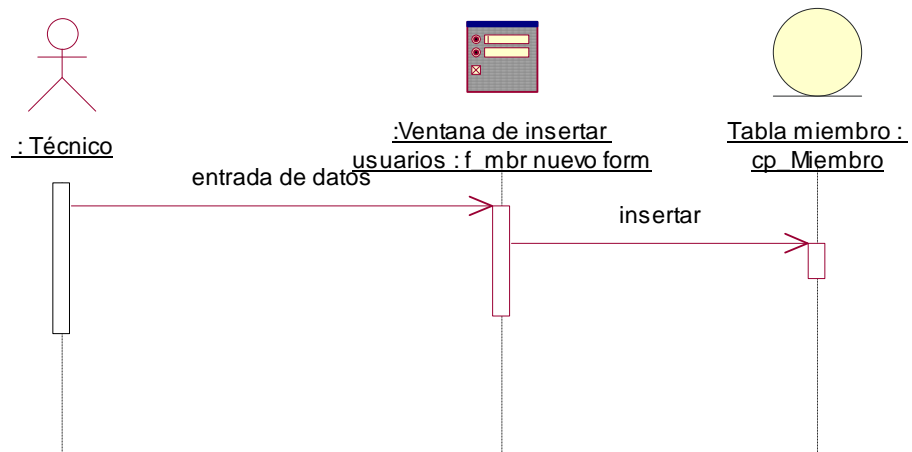 : Técnico
:Ventana de insertar
usuarios : f_mbr nuevo form
Tabla miembro :
cp_Miembro
entrada de datos
insertar